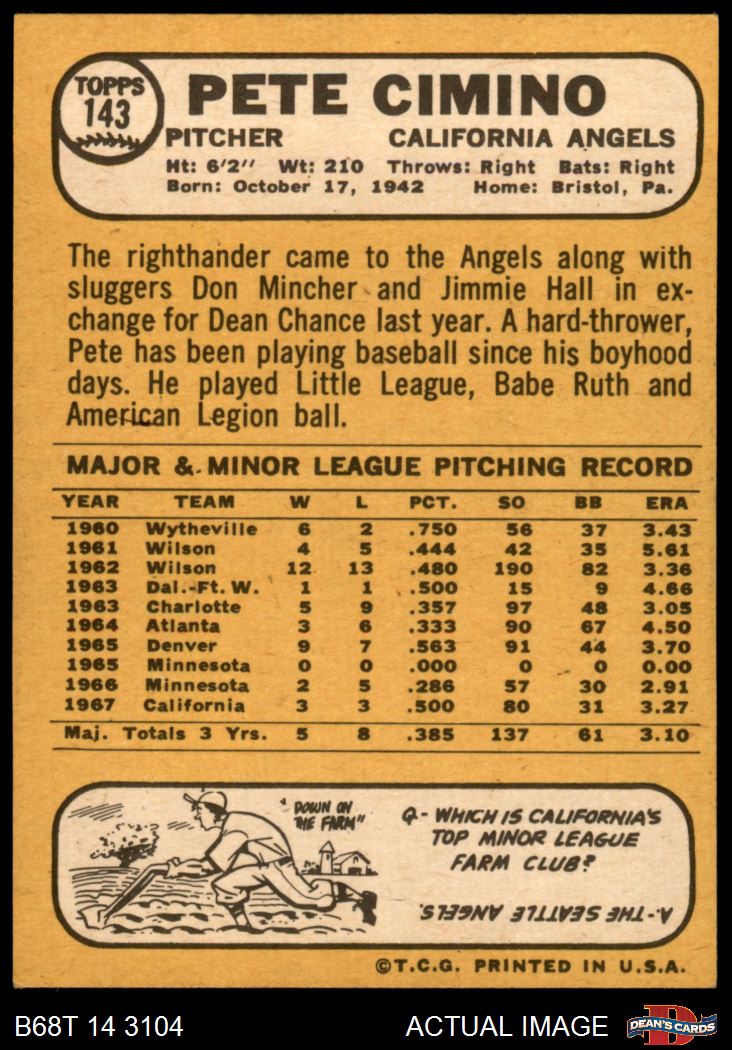 TOPPS
143
PETE CIMINO
PITCHER CALIFORNIA ANGELS
Ht: 6'2" Wt: 210 Throws: Right Bats: Right
Born: October 17, 1942 Home: Bristol, Pa.
The righthander came to the Angels along with
sluggers Don Mincher and Jimmie Hall in ex-
change for Dean Chance last year. A hard-thrower,
Pete has been playing baseball since his boyhood
days. He played Little League, Babe Ruth and
American Legion ball.
MAJOR & MINOR LEAGUE PITCHING RECORD
YEAR TEAM W L PCT. SO BB ERA
1960 Wytheville 6 2 .750 56 37 3.43
1961 Wilson 4 5 .444 42 35 5.61
1962 Wilson 12 13 .480 190 82 3.36
1963 Dal.-Ft. W. 1 1 .500 15 9 4.66
1963 Charlotte 5 9 .357 97 48 3.05
1964 Atlanta 3 6 .333 90 67 4.50
1965 Denver 9 7 .563 91 44 3.70
1965 Minnesota 0 0 .000 0 0 0.00
1966 Minnesota 2 5 .286 57 30 2.91
1967 California 3 3 .500 80 31 3.27
Maj. Totals 3 Yrs. 5 8 .385 137 61 3.10
"DOWN ON
THE FARM"
Q- WHICH IS CALIFORNIA'S
TOP MINOR LEAGUE
FARM CLUB?
A.-THE SEATTLE ANGELS.
©T.C.G. PRINTED IN U.S.A.
B68T 14 3104 ACTUAL IMAGE
D
DEAN'S CARDS